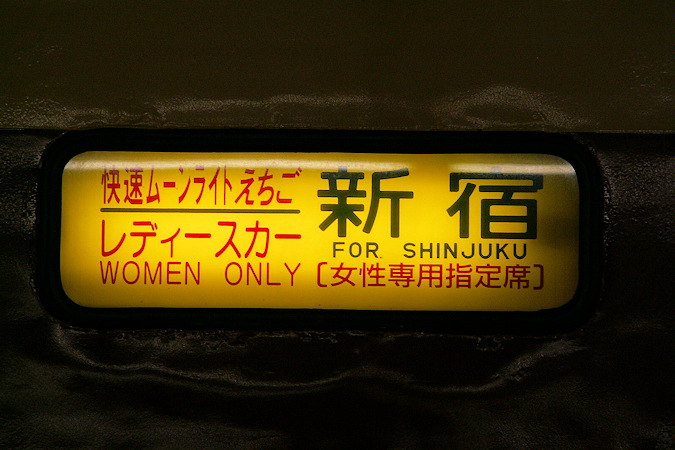 快速ムーンライトえちご
レディースカー
WOMEN ONLY
新宿
FOR SHINJUKU
〔女性専用指定席〕